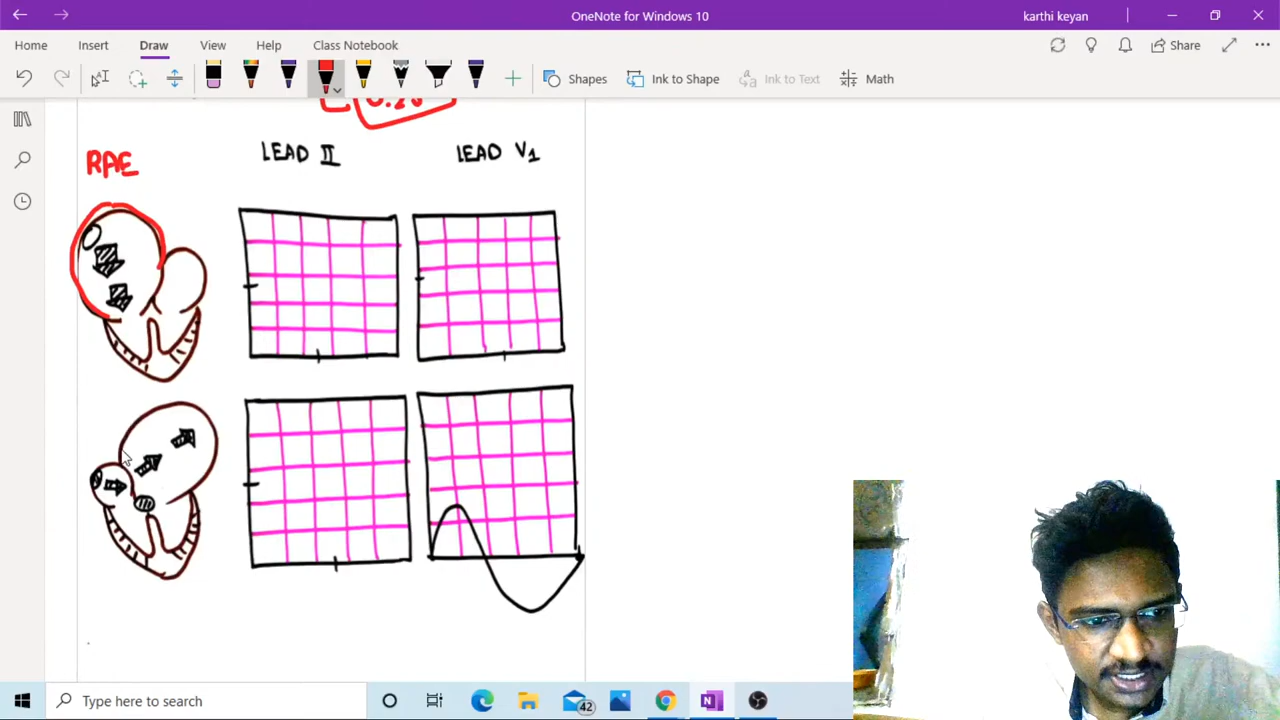 OneNote for Windows 10
karthi keyan
Home Insert Draw View Help Class Notebook
Share
Shapes Ink to Shape Ink to Text Math
RAE
LEAD II
LEAD V1
Type here to search
42